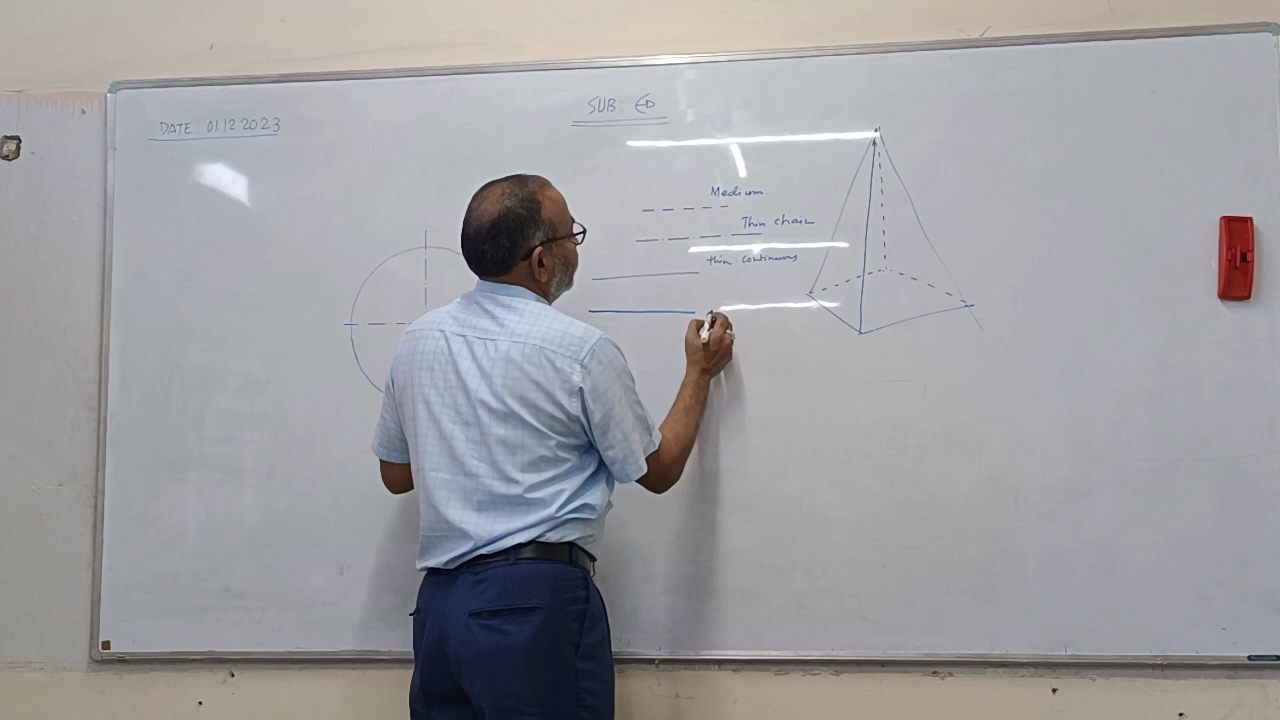 DATE: 01.12.2023
SUB: ED
Medium
Thin chain
thin continuous